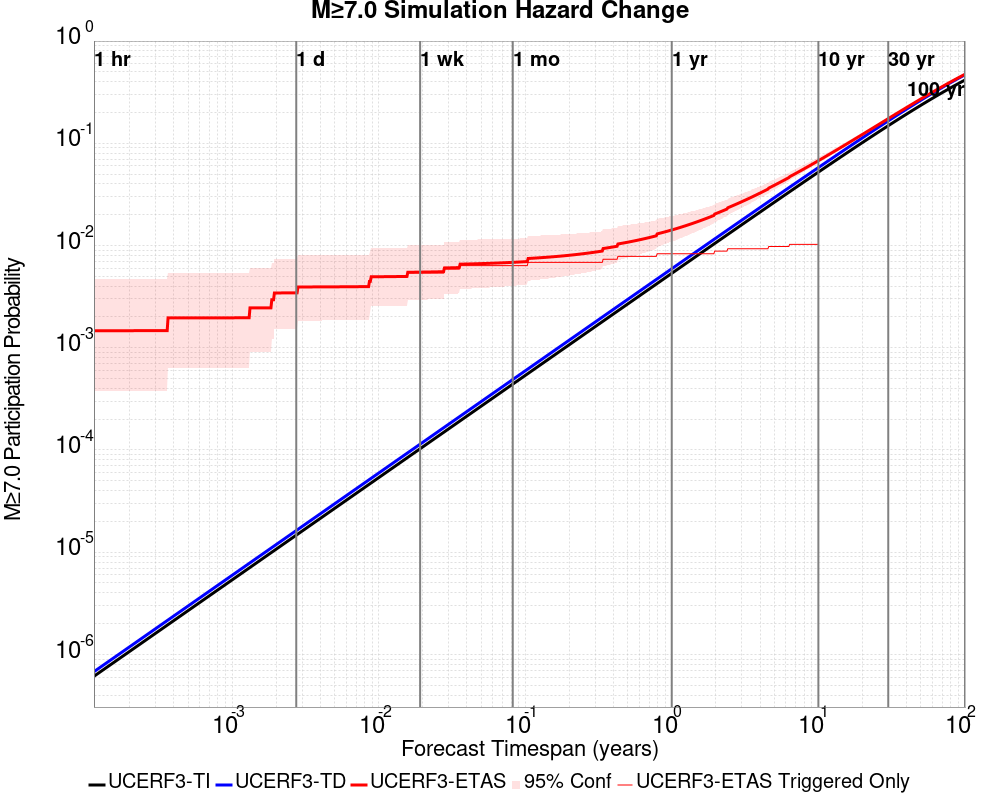 M≥7.0 Simulation Hazard Change
10^0
10^-1
10^-2
10^-3
10^-4
10^-5
10^-6
M≥7.0 Participation Probability
1 hr
1 d
1 wk
1 mo
1 yr
10 yr
30 yr
100 yr
10^-3
10^-2
10^-1
10^0
10^1
10^2
Forecast Timespan (years)
UCERF3-TI UCERF3-TD UCERF3-ETAS 95% Conf UCERF3-ETAS Triggered Only